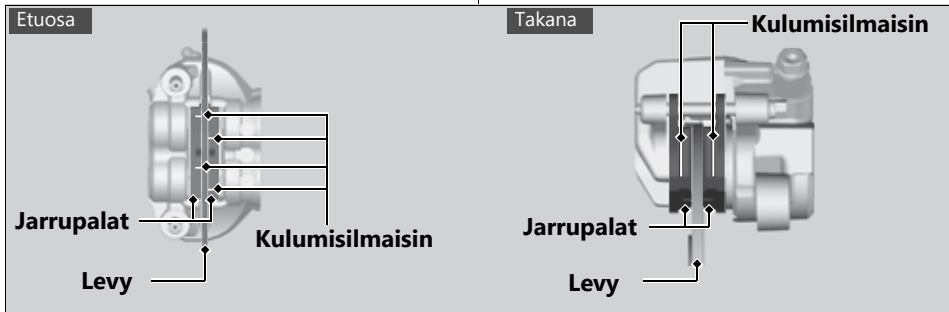 Etuosa
Jarrupalat
Kulumisilmaisin
Levy
Takana
Kulumisilmaisin
Jarrupalat
Levy